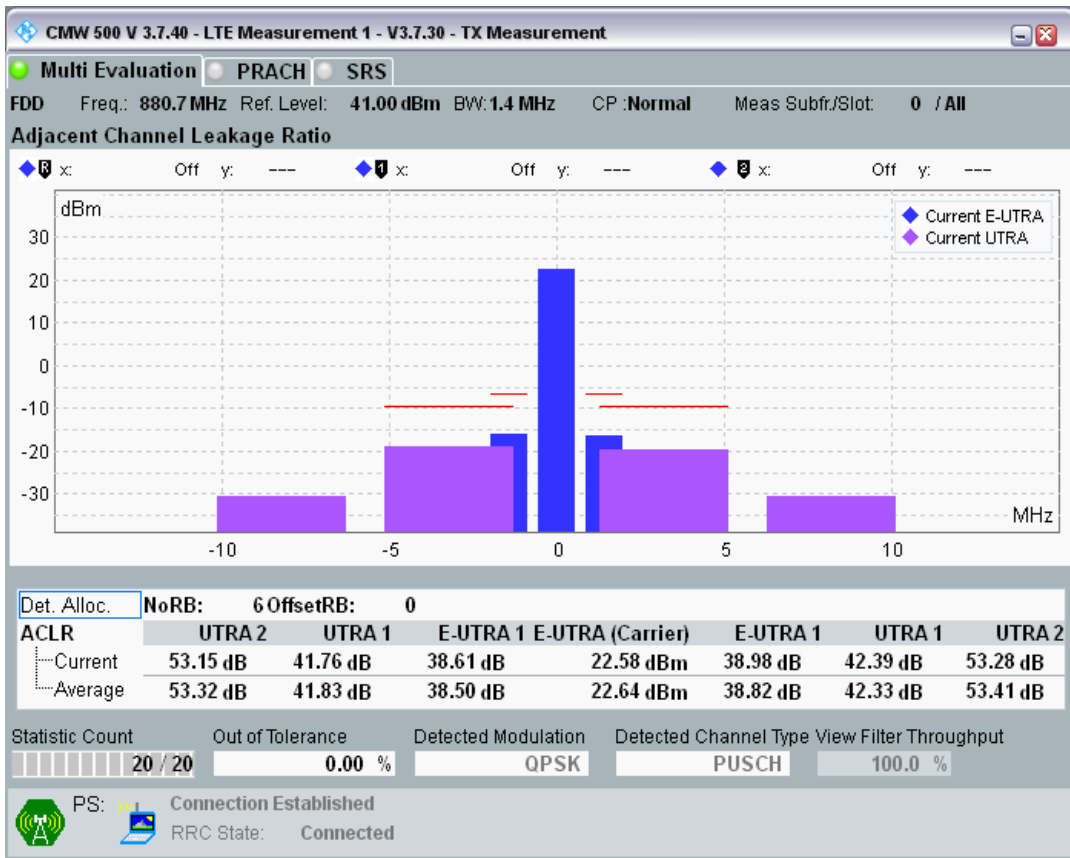 CMW 500 V 3.7.40 - LTE Measurement 1 - V3.7.30 - TX Measurement
Multi Evaluation PRACH SRS
FDD Freq.: 880.7 MHz Ref. Level: 41.00 dBm BW: 1.4 MHz CP :Normal Meas Subfr./Slot: 0 / All
Adjacent Channel Leakage Ratio
R x: Off y: --- 1 x: Off y: --- 2 x: Off y: ---
dBm
Current E-UTRA
Current UTRA
30
20
10
0
-10
-20
-30
MHz
-10 -5 0 5 10
Det. Alloc. NoRB: 6 OffsetRB: 0
ACLR UTRA 2 UTRA 1 E-UTRA 1 E-UTRA (Carrier) E-UTRA 1 UTRA 1 UTRA 2
Current 53.15 dB 41.76 dB 38.61 dB 22.58 dBm 38.98 dB 42.39 dB 53.28 dB
Average 53.32 dB 41.83 dB 38.50 dB 22.64 dBm 38.82 dB 42.33 dB 53.41 dB
Statistic Count Out of Tolerance Detected Modulation Detected Channel Type View Filter Throughput
20 / 20 0.00 % QPSK PUSCH 100.0 %
PS: Connection Established
RRC State: Connected